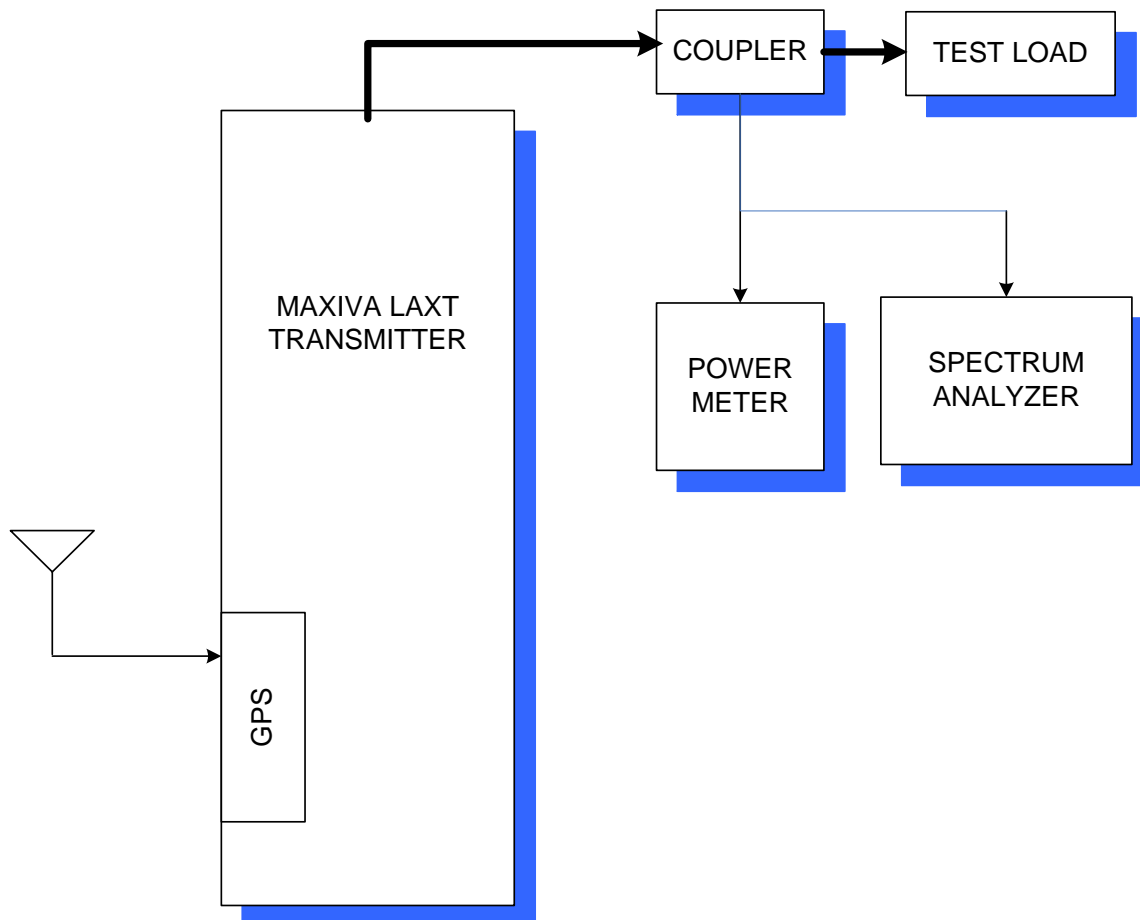 COUPLER
TEST LOAD
MAXIVA LAXT
TRANSMITTER
POWER
METER
SPECTRUM
ANALYZER
GPS